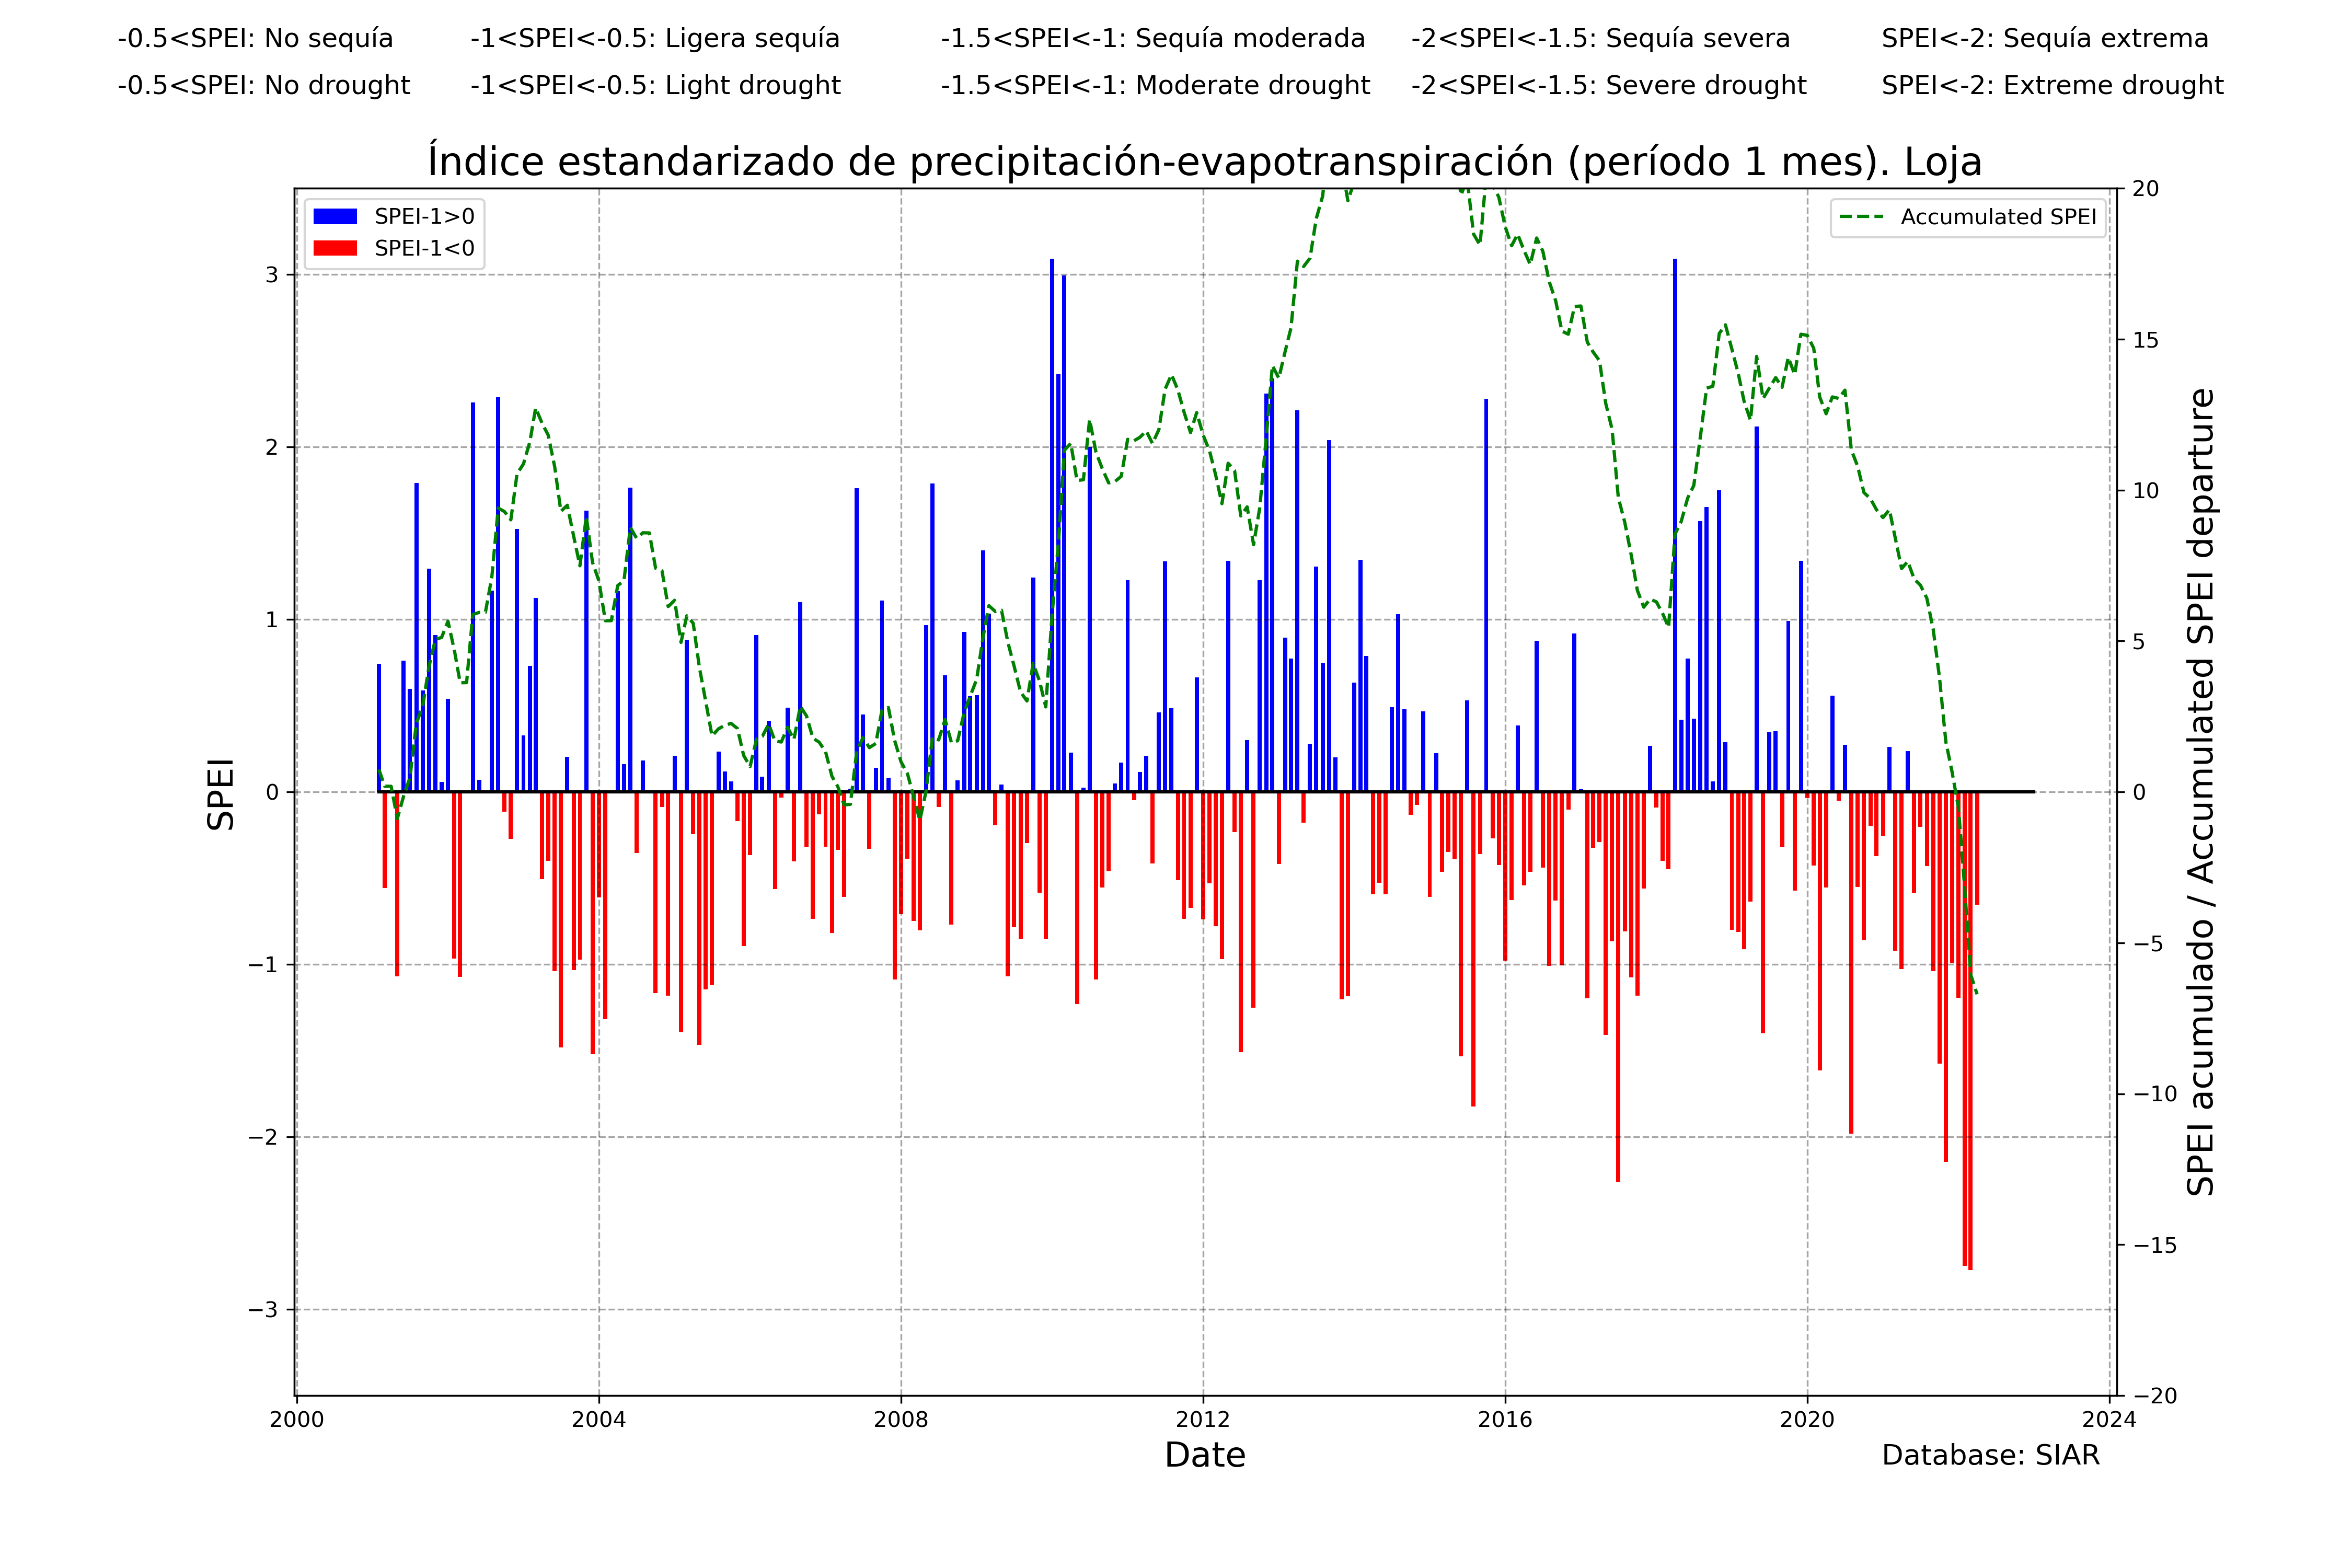 -0.5<SPEI: No sequía -1<SPEI<-0.5: Ligera sequía -1.5<SPEI<-1: Sequía moderada -2<SPEI<-1.5: Sequía severa SPEI<-2: Sequía extrema
-0.5<SPEI: No drought -1<SPEI<-0.5: Light drought -1.5<SPEI<-1: Moderate drought -2<SPEI<-1.5: Severe drought SPEI<-2: Extreme drought
Índice estandarizado de precipitación-evapotranspiración (período 1 mes). Loja
SPEI-1>0
SPEI-1<0
Accumulated SPEI
SPEI
3
2
1
0
−1
−2
−3
20
15
10
5
0
−5
−10
−15
−20
SPEI acumulado / Accumulated SPEI departure
2000 2004 2008 2012 2016 2020 2024
Date
Database: SIAR